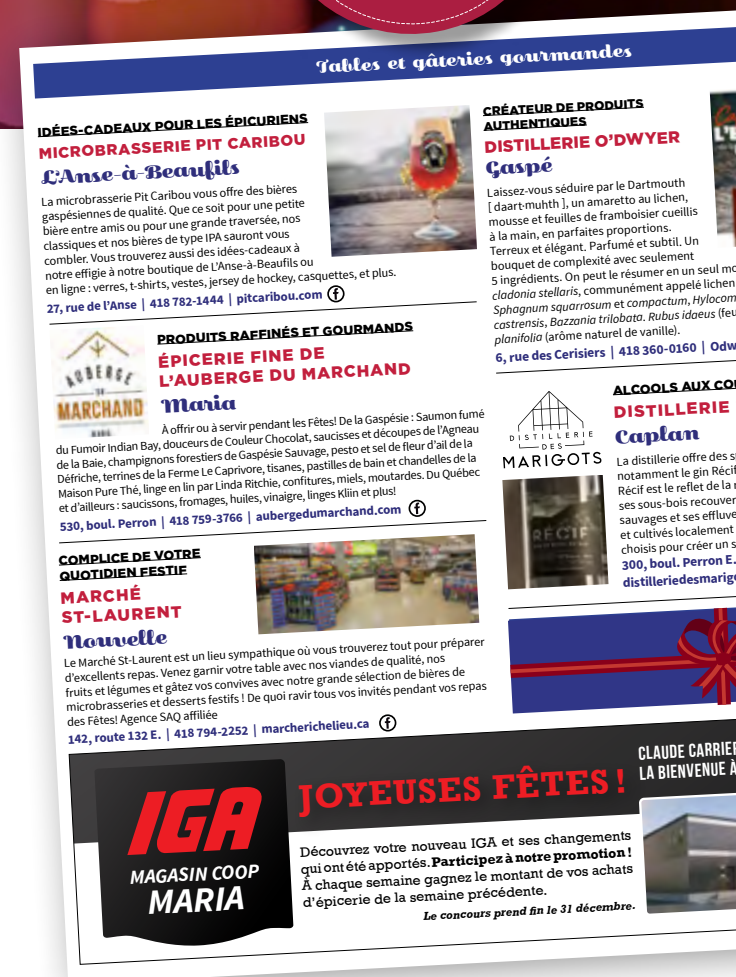 Tables et gâteries gourmandes
IDÉES-CADEAUX POUR LES ÉPICURIENS
MICROBRASSERIE PIT CARIBOU
L'Anse-à-Beaufils
La microbrasserie Pit Caribou vous offre des bières
gaspésiennes de qualité. Que ce soit pour une petite
bière entre amis ou pour une grande traversée, nos
classiques et nos bières de type IPA sauront vous
combler. Vous trouverez aussi des idées-cadeaux à
notre effigie à notre boutique de L'Anse-à-Beaufils ou
en ligne : verres, t-shirts, vestes, jersey de hockey, casquettes, et plus.
27, rue de l'Anse | 418 782-1444 | pitcaribou.com
AUBERGE
DU
MARCHAND
MARIA
PRODUITS RAFFINÉS ET GOURMANDS
ÉPICERIE FINE DE
L'AUBERGE DU MARCHAND
Maria
À offrir ou à servir pendant les Fêtes! De la Gaspésie : Saumon fumé
du Fumoir Indian Bay, douceurs de Couleur Chocolat, saucisses et découpes de l'Agneau
de la Baie, champignons forestiers de Gaspésie Sauvage, pesto et sel de fleur d'ail de la
Défriche, terrines de la Ferme Le Caprivore, tisanes, pastilles de bain et chandelles de la
Maison Pure Thé, linge en lin par Linda Ritchie, confitures, miels, moutardes. Du Québec
et d'ailleurs : saucissons, fromages, huiles, vinaigre, linges Kliin et plus!
530, boul. Perron | 418 759-3766 | aubergedumarchand.com
COMPLICE DE VOTRE
QUOTIDIEN FESTIF
MARCHÉ
ST-LAURENT
Nouvelle
Le Marché St-Laurent est un lieu sympathique où vous trouverez tout pour préparer
d'excellents repas. Venez garnir votre table avec nos viandes de qualité, nos
fruits et légumes et gâtez vos convives avec notre grande sélection de bières de
microbrasseries et desserts festifs ! De quoi ravir tous vos invités pendant vos repas
des Fêtes! Agence SAQ affiliée
142, route 132 E. | 418 794-2252 | marcherichelieu.ca
CRÉATEUR DE PRODUITS
AUTHENTIQUES
DISTILLERIE O'DWYER
Gaspé
Laissez-vous séduire par le Dartmouth
[ daart·muhth ], un amaretto au lichen,
mousse et feuilles de framboisier cueillis
à la main, en parfaites proportions.
Terreux et élégant. Parfumé et subtil. Un
bouquet de complexité avec seulement
5 ingrédients. On peut le résumer en un seul mo
cladonia stellaris, communément appelé lichen
Sphagnum squarrosum et compactum, Hylocom
castrensis, Bazzania trilobata. Rubus idaeus (feu
planifolia (arôme naturel de vanille).
6, rue des Cerisiers | 418 360-0160 | Odw
DISTILLERIE
DES
MARIGOTS
RÉCIF
ALCOOLS AUX CO
DISTILLERIE
Caplan
La distillerie offre des s
notamment le gin Récif
Récif est le reflet de la
ses sous-bois recouver
sauvages et ses effluve
et cultivés localement
choisis pour créer un s
300, boul. Perron E.
distilleriedesmarig
IGA
MAGASIN COOP
MARIA
JOYEUSES FÊTES !
CLAUDE CARRIER
LA BIENVENUE À
Découvrez votre nouveau IGA et ses changements
qui ont été apportés. Participez à notre promotion !
À chaque semaine gagnez le montant de vos achats
d'épicerie de la semaine précédente.
Le concours prend fin le 31 décembre.